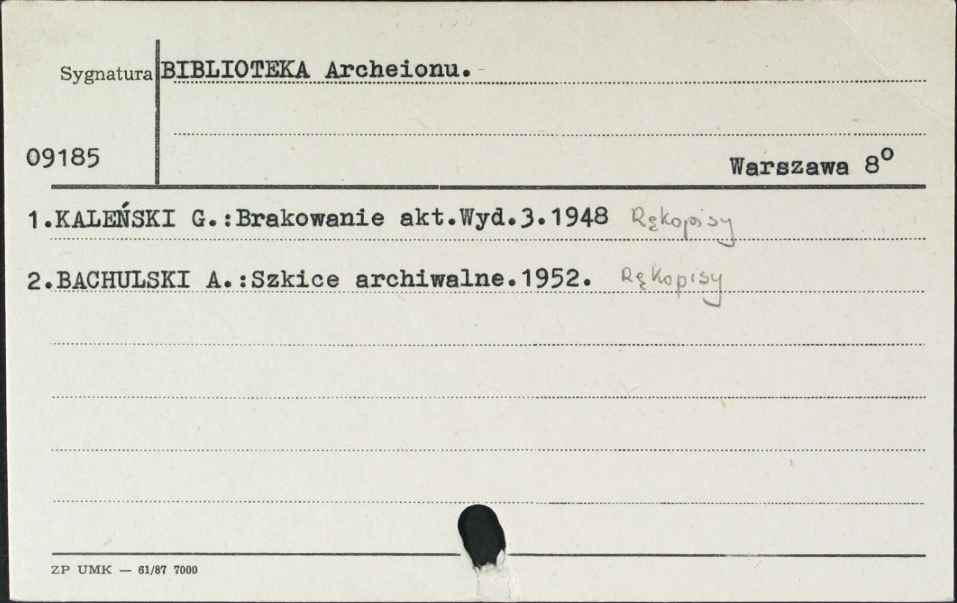 Sygnatura BIBLIOTEKA Archeionu.
09185 Warszawa 8°
1.KALEŃSKI G.:Brakowanie akt.Wyd.3.1948 Rękopisy
2.BACHULSKI A.:Szkice archiwalne.1952. Rękopisy
ZP UMK — 61/87 7000